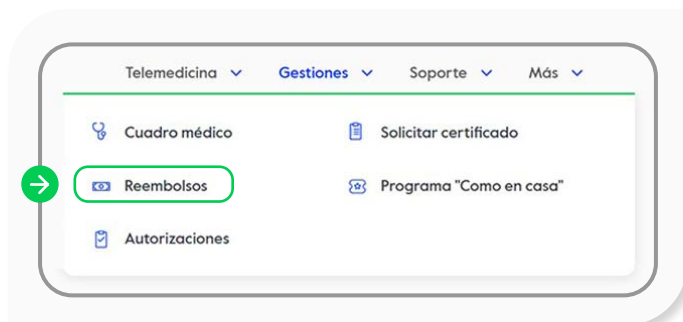 Telemedicina Gestiones Soporte Más
Cuadro médico Solicitar certificado
Reembolsos Programa "Como en casa"
Autorizaciones